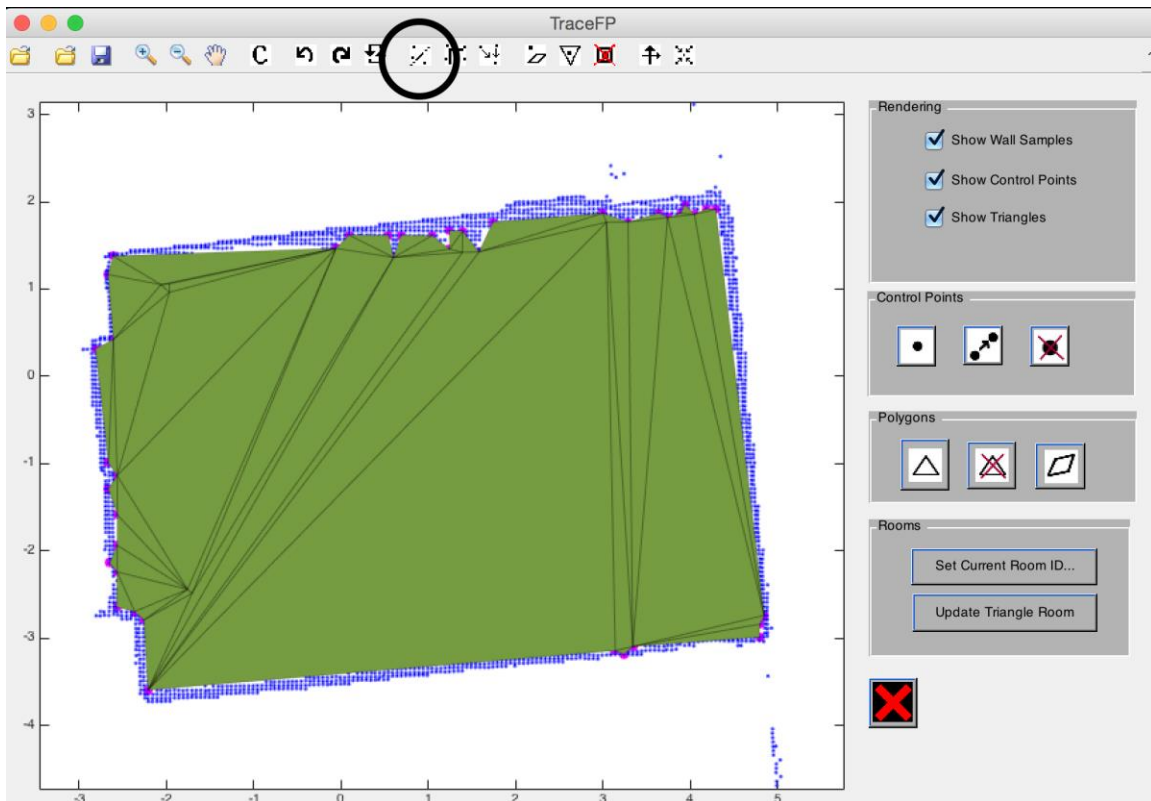 TraceFP
C
3
2
1
0
-1
-2
-3
-4
-3
-2
-1
0
1
2
3
4
5
Rendering
Show Wall Samples
Show Control Points
Show Triangles
Control Points
Polygons
Rooms
Set Current Room ID...
Update Triangle Room